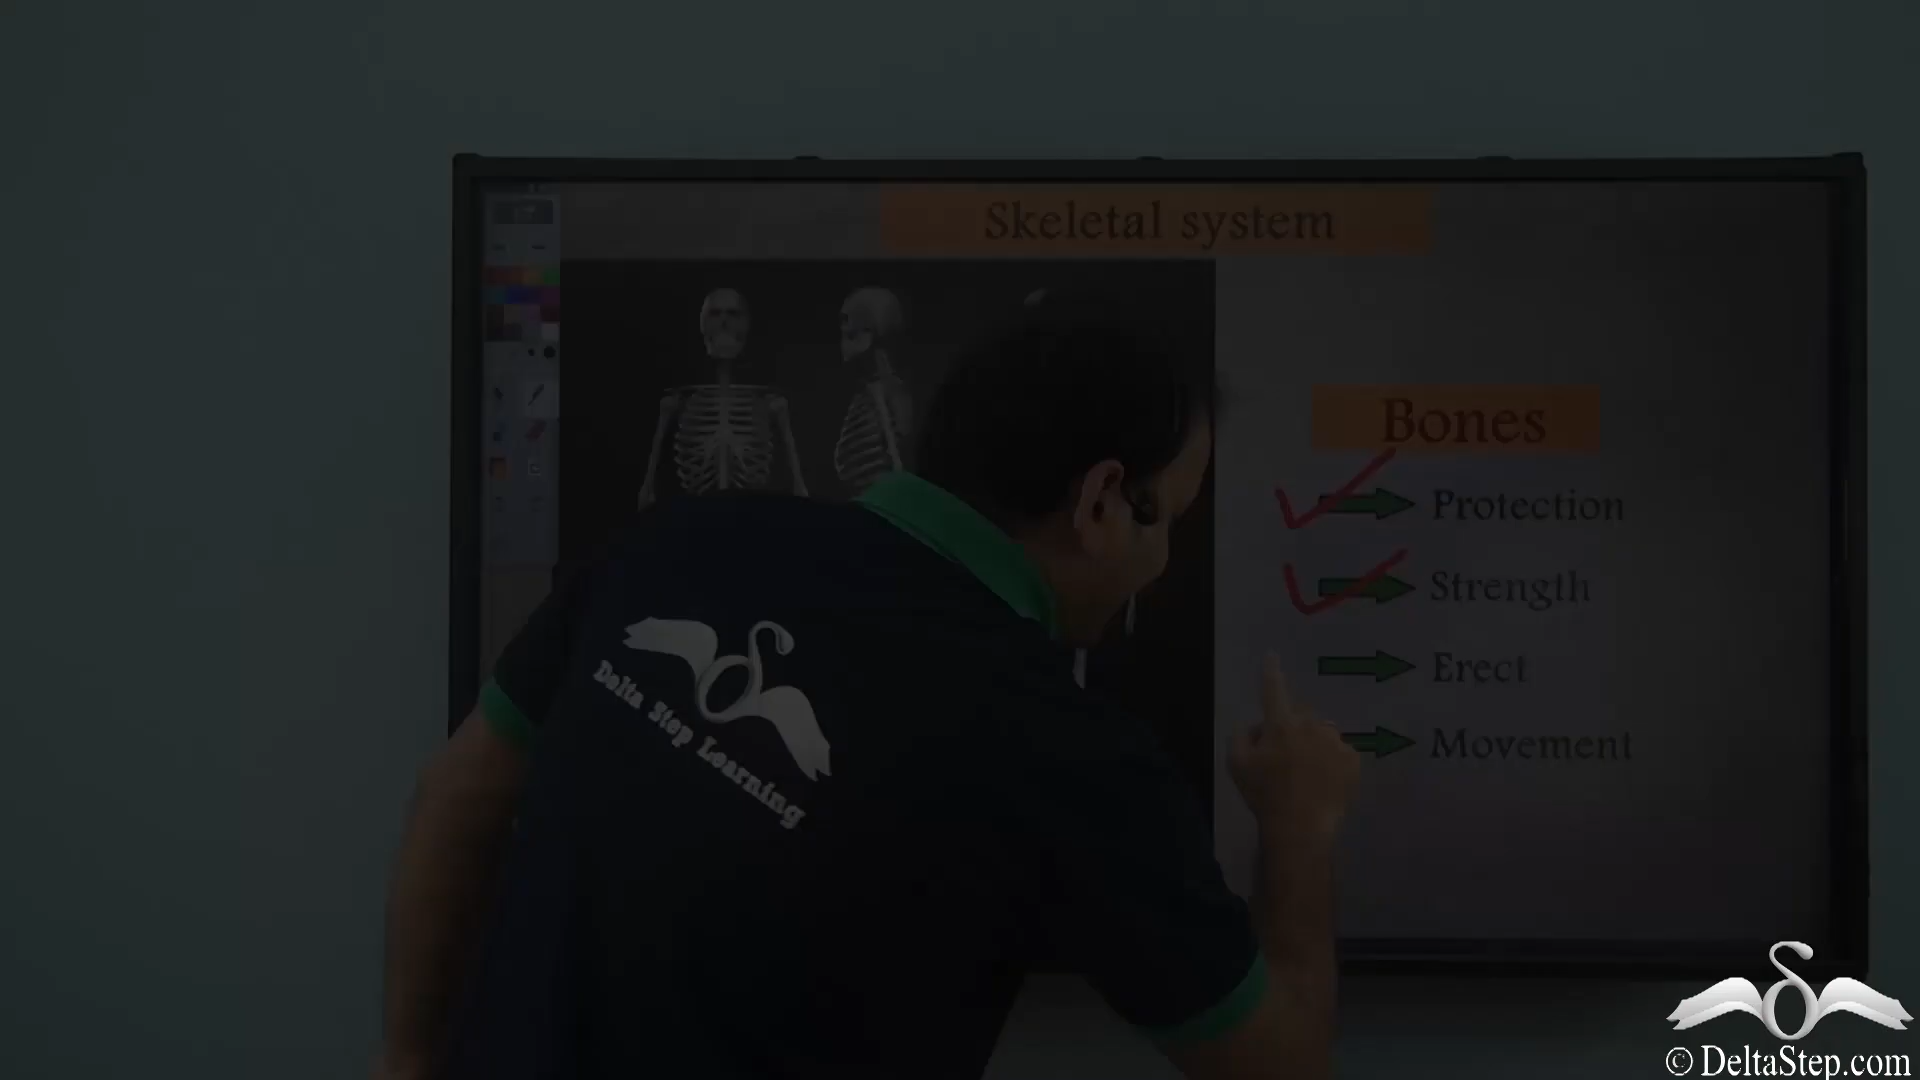 Skeletal system
Bones
Protection
Strength
Erect
Movement
Delta Step Learning
© DeltaStep.com